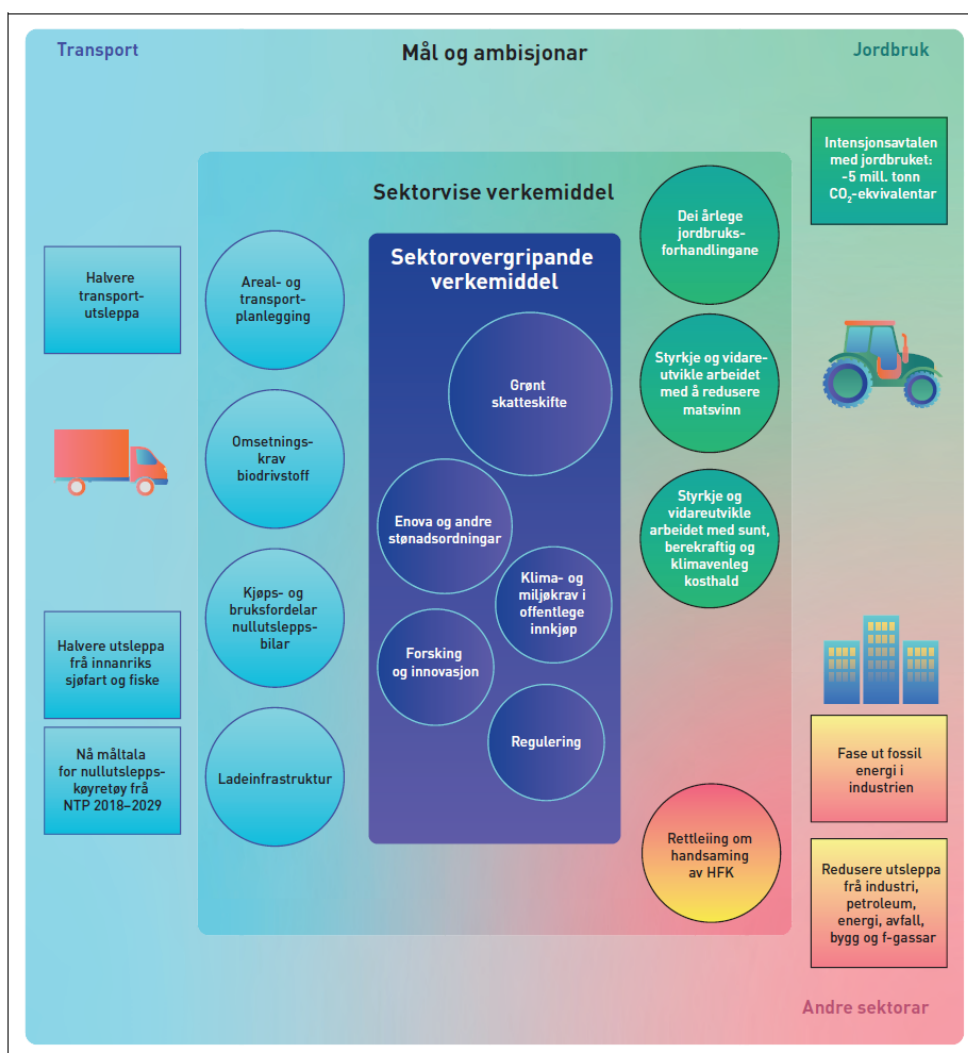 Transport
Mål og ambisjonar
Jordbruk
Intensjonsavtalen
med jordbruket:
-5 mill. tonn
CO₂-ekvivalentar
Sektorvise verkemiddel
Dei årlege
jordbruks-
forhandlingane
Sektorovergripande
verkemiddel
Halvere
transport-
utsleppa
Areal- og
transport-
planlegging
Grønt
skatteskifte
Styrkje og vidare-
utvikle arbeidet
med å redusere
matsvinn
Omsetnings-
krav
biodrivstoff
Enova og andre
stønadsordningar
Styrkje og
vidareutvikle
arbeidet med sunt,
berekraftig og
klimavenleg
kosthald
Klima- og
miljøkrav i
offentlege
innkjøp
Kjøps- og
bruksfordelar
nullutslepps-
bilar
Halvere utsleppa
frå innanriks
sjøfart og fiske
Forsking
og innovasjon
Regulering
Nå måltala
for nullutslepps-
køyretøy frå
NTP 2018–2029
Ladeinfrastruktur
Fase ut fossil
energi i
industrien
Rettleiing om
handsaming
av HFK
Redusere utsleppa
frå industri,
petroleum,
energi, avfall,
bygg og f-gassar
Andre sektorar